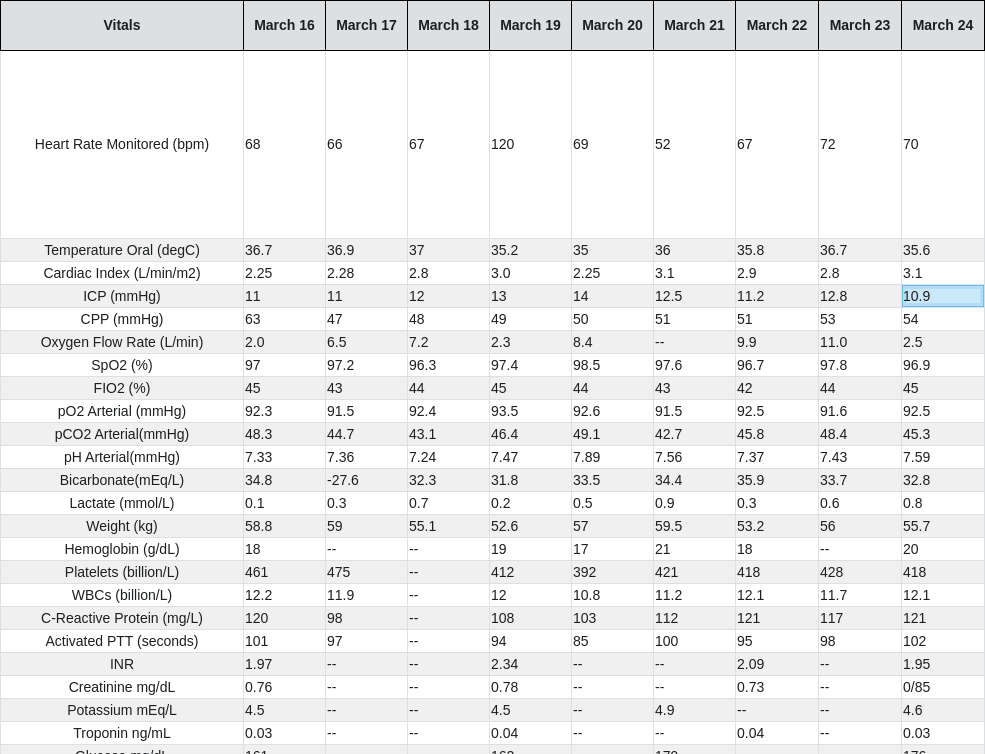 Vitals March 16 March 17 March 18 March 19 March 20 March 21 March 22 March 23 March 24
Heart Rate Monitored (bpm) 68 66 67 120 69 52 67 72 70
Temperature Oral (degC) 36.7 36.9 37 35.2 35 36 35.8 36.7 35.6
Cardiac Index (L/min/m2) 2.25 2.28 2.8 3.0 2.25 3.1 2.9 2.8 3.1
ICP (mmHg) 11 11 12 13 14 12.5 11.2 12.8 10.9
CPP (mmHg) 63 47 48 49 50 51 51 53 54
Oxygen Flow Rate (L/min) 2.0 6.5 7.2 2.3 8.4 -- 9.9 11.0 2.5
SpO2 (%) 97 97.2 96.3 97.4 98.5 97.6 96.7 97.8 96.9
FIO2 (%) 45 43 44 45 44 43 42 44 45
pO2 Arterial (mmHg) 92.3 91.5 92.4 93.5 92.6 91.5 92.5 91.6 92.5
pCO2 Arterial(mmHg) 48.3 44.7 43.1 46.4 49.1 42.7 45.8 48.4 45.3
pH Arterial(mmHg) 7.33 7.36 7.24 7.47 7.89 7.56 7.37 7.43 7.59
Bicarbonate(mEq/L) 34.8 -27.6 32.3 31.8 33.5 34.4 35.9 33.7 32.8
Lactate (mmol/L) 0.1 0.3 0.7 0.2 0.5 0.9 0.3 0.6 0.8
Weight (kg) 58.8 59 55.1 52.6 57 59.5 53.2 56 55.7
Hemoglobin (g/dL) 18 -- -- 19 17 21 18 -- 20
Platelets (billion/L) 461 475 -- 412 392 421 418 428 418
WBCs (billion/L) 12.2 11.9 -- 12 10.8 11.2 12.1 11.7 12.1
C-Reactive Protein (mg/L) 120 98 -- 108 103 112 121 117 121
Activated PTT (seconds) 101 97 -- 94 85 100 95 98 102
INR 1.97 -- -- 2.34 -- -- 2.09 -- 1.95
Creatinine mg/dL 0.76 -- -- 0.78 -- -- 0.73 -- 0/85
Potassium mEq/L 4.5 -- -- 4.5 -- 4.9 -- -- 4.6
Troponin ng/mL 0.03 -- -- 0.04 -- -- 0.04 -- 0.03